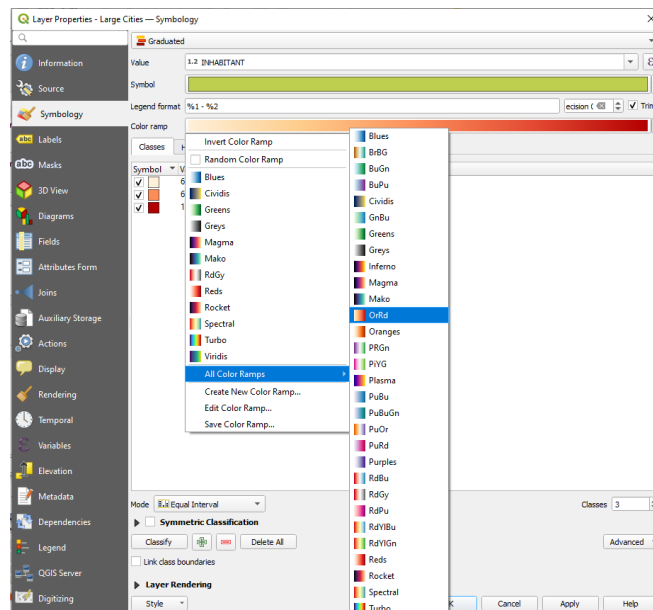 Layer Properties - Large Cities — Symbology
Graduated
Information
Value 1.2 INHABITANT
Source
Symbol
Symbology
Legend format %1 - %2 ecision ( Trim
Color ramp
Labels
Classes H
Masks
Symbol V
3D View
6
6
1
Diagrams
Fields
Attributes Form
Joins
Auxiliary Storage
Actions
Display
Rendering
Temporal
Variables
Elevation
Metadata
Dependencies
Legend
QGIS Server
Digitizing
Invert Color Ramp
Random Color Ramp
Blues
Cividis
Greens
Greys
Magma
Mako
RdGy
Reds
Rocket
Spectral
Turbo
Viridis
All Color Ramps
Create New Color Ramp...
Edit Color Ramp...
Save Color Ramp...
Blues
BrBG
BuGn
BuPu
Cividis
GnBu
Greens
Greys
Inferno
Magma
Mako
OrRd
Oranges
PRGn
PiYG
Plasma
PuBu
PuBuGn
PuOr
PuRd
Purples
RdBu
RdGy
RdPu
RdYlBu
RdYlGn
Reds
Rocket
Spectral
Turbo
Mode Equal Interval Classes 3
Symmetric Classification
Classify Delete All Advanced
Link class boundaries
Layer Rendering
Style K Cancel Apply Help